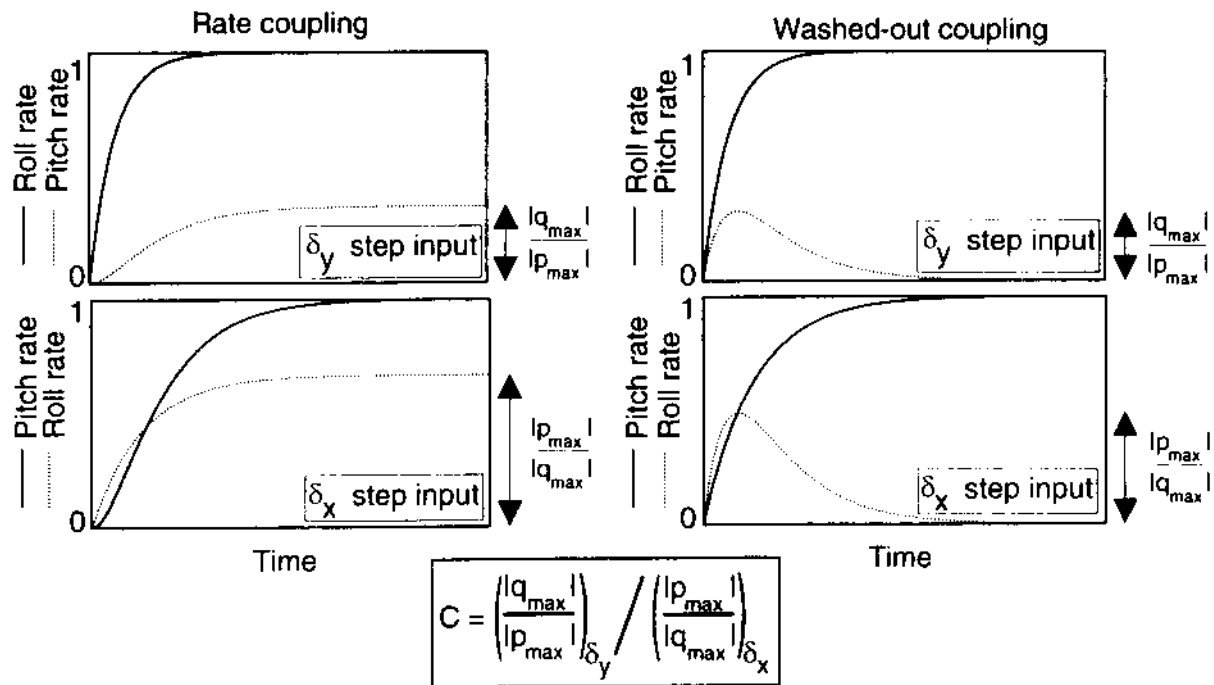 Rate coupling
1
0
Roll rate
Pitch rate
δy step input
|qmax|
|pmax|
1
0
Pitch rate
Roll rate
δx step input
|pmax|
|qmax|
Time
Washed-out coupling
1
0
Roll rate
Pitch rate
δy step input
|qmax|
|pmax|
1
0
Pitch rate
Roll rate
δx step input
|pmax|
|qmax|
Time
C = (|qmax|/|pmax|)δy / (|pmax|/|qmax|)δx